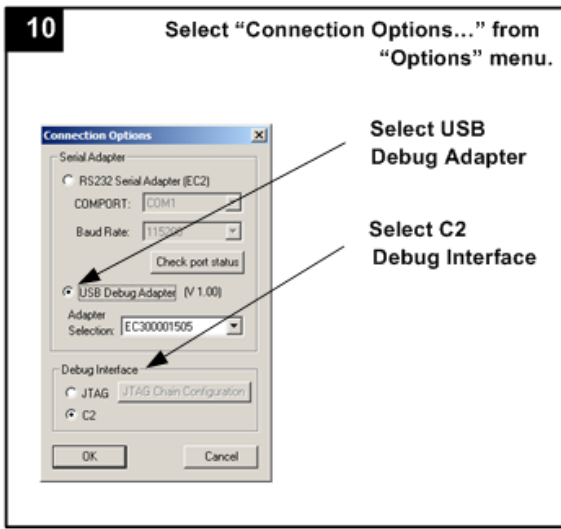 10
Select “Connection Options...” from
“Options” menu.
Connection Options
Select USB
Debug Adapter
Serial Adapter
RS232 Serial Adapter (EC2)
COMPORT: COM1
Baud Rate: 115200
Check port status
USB Debug Adapter (V 1.00)
Adapter
Selection: EC300001505
Select C2
Debug Interface
Debug Interface
JTAG JTAG Chain Configuration
C2
OK Cancel